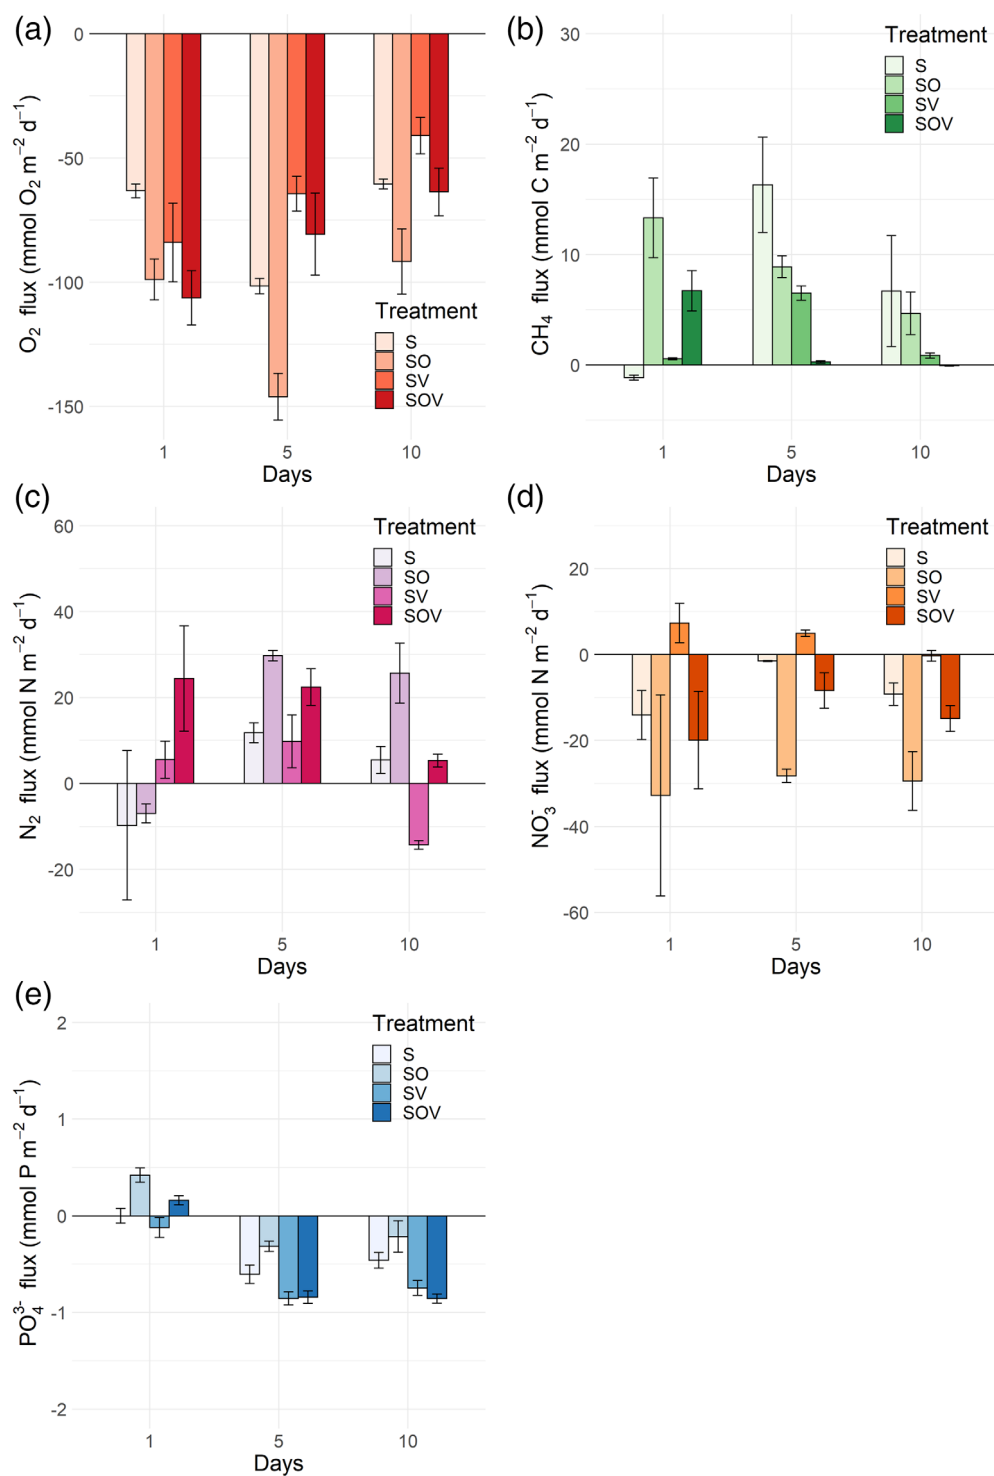 (a)
0
-50
-100
-150
O₂ flux (mmol O₂ m⁻² d⁻¹)
Treatment
S
SO
SV
SOV
1 5 10
Days
(b)
30
20
10
0
CH₄ flux (mmol C m⁻² d⁻¹)
Treatment
S
SO
SV
SOV
1 5 10
Days
(c)
60
40
20
0
-20
N₂ flux (mmol N m⁻² d⁻¹)
Treatment
S
SO
SV
SOV
1 5 10
Days
(d)
20
0
-20
-40
-60
NO₃⁻ flux (mmol N m⁻² d⁻¹)
Treatment
S
SO
SV
SOV
1 5 10
Days
(e)
2
1
0
-1
-2
PO₄³⁻ flux (mmol P m⁻² d⁻¹)
Treatment
S
SO
SV
SOV
1 5 10
Days